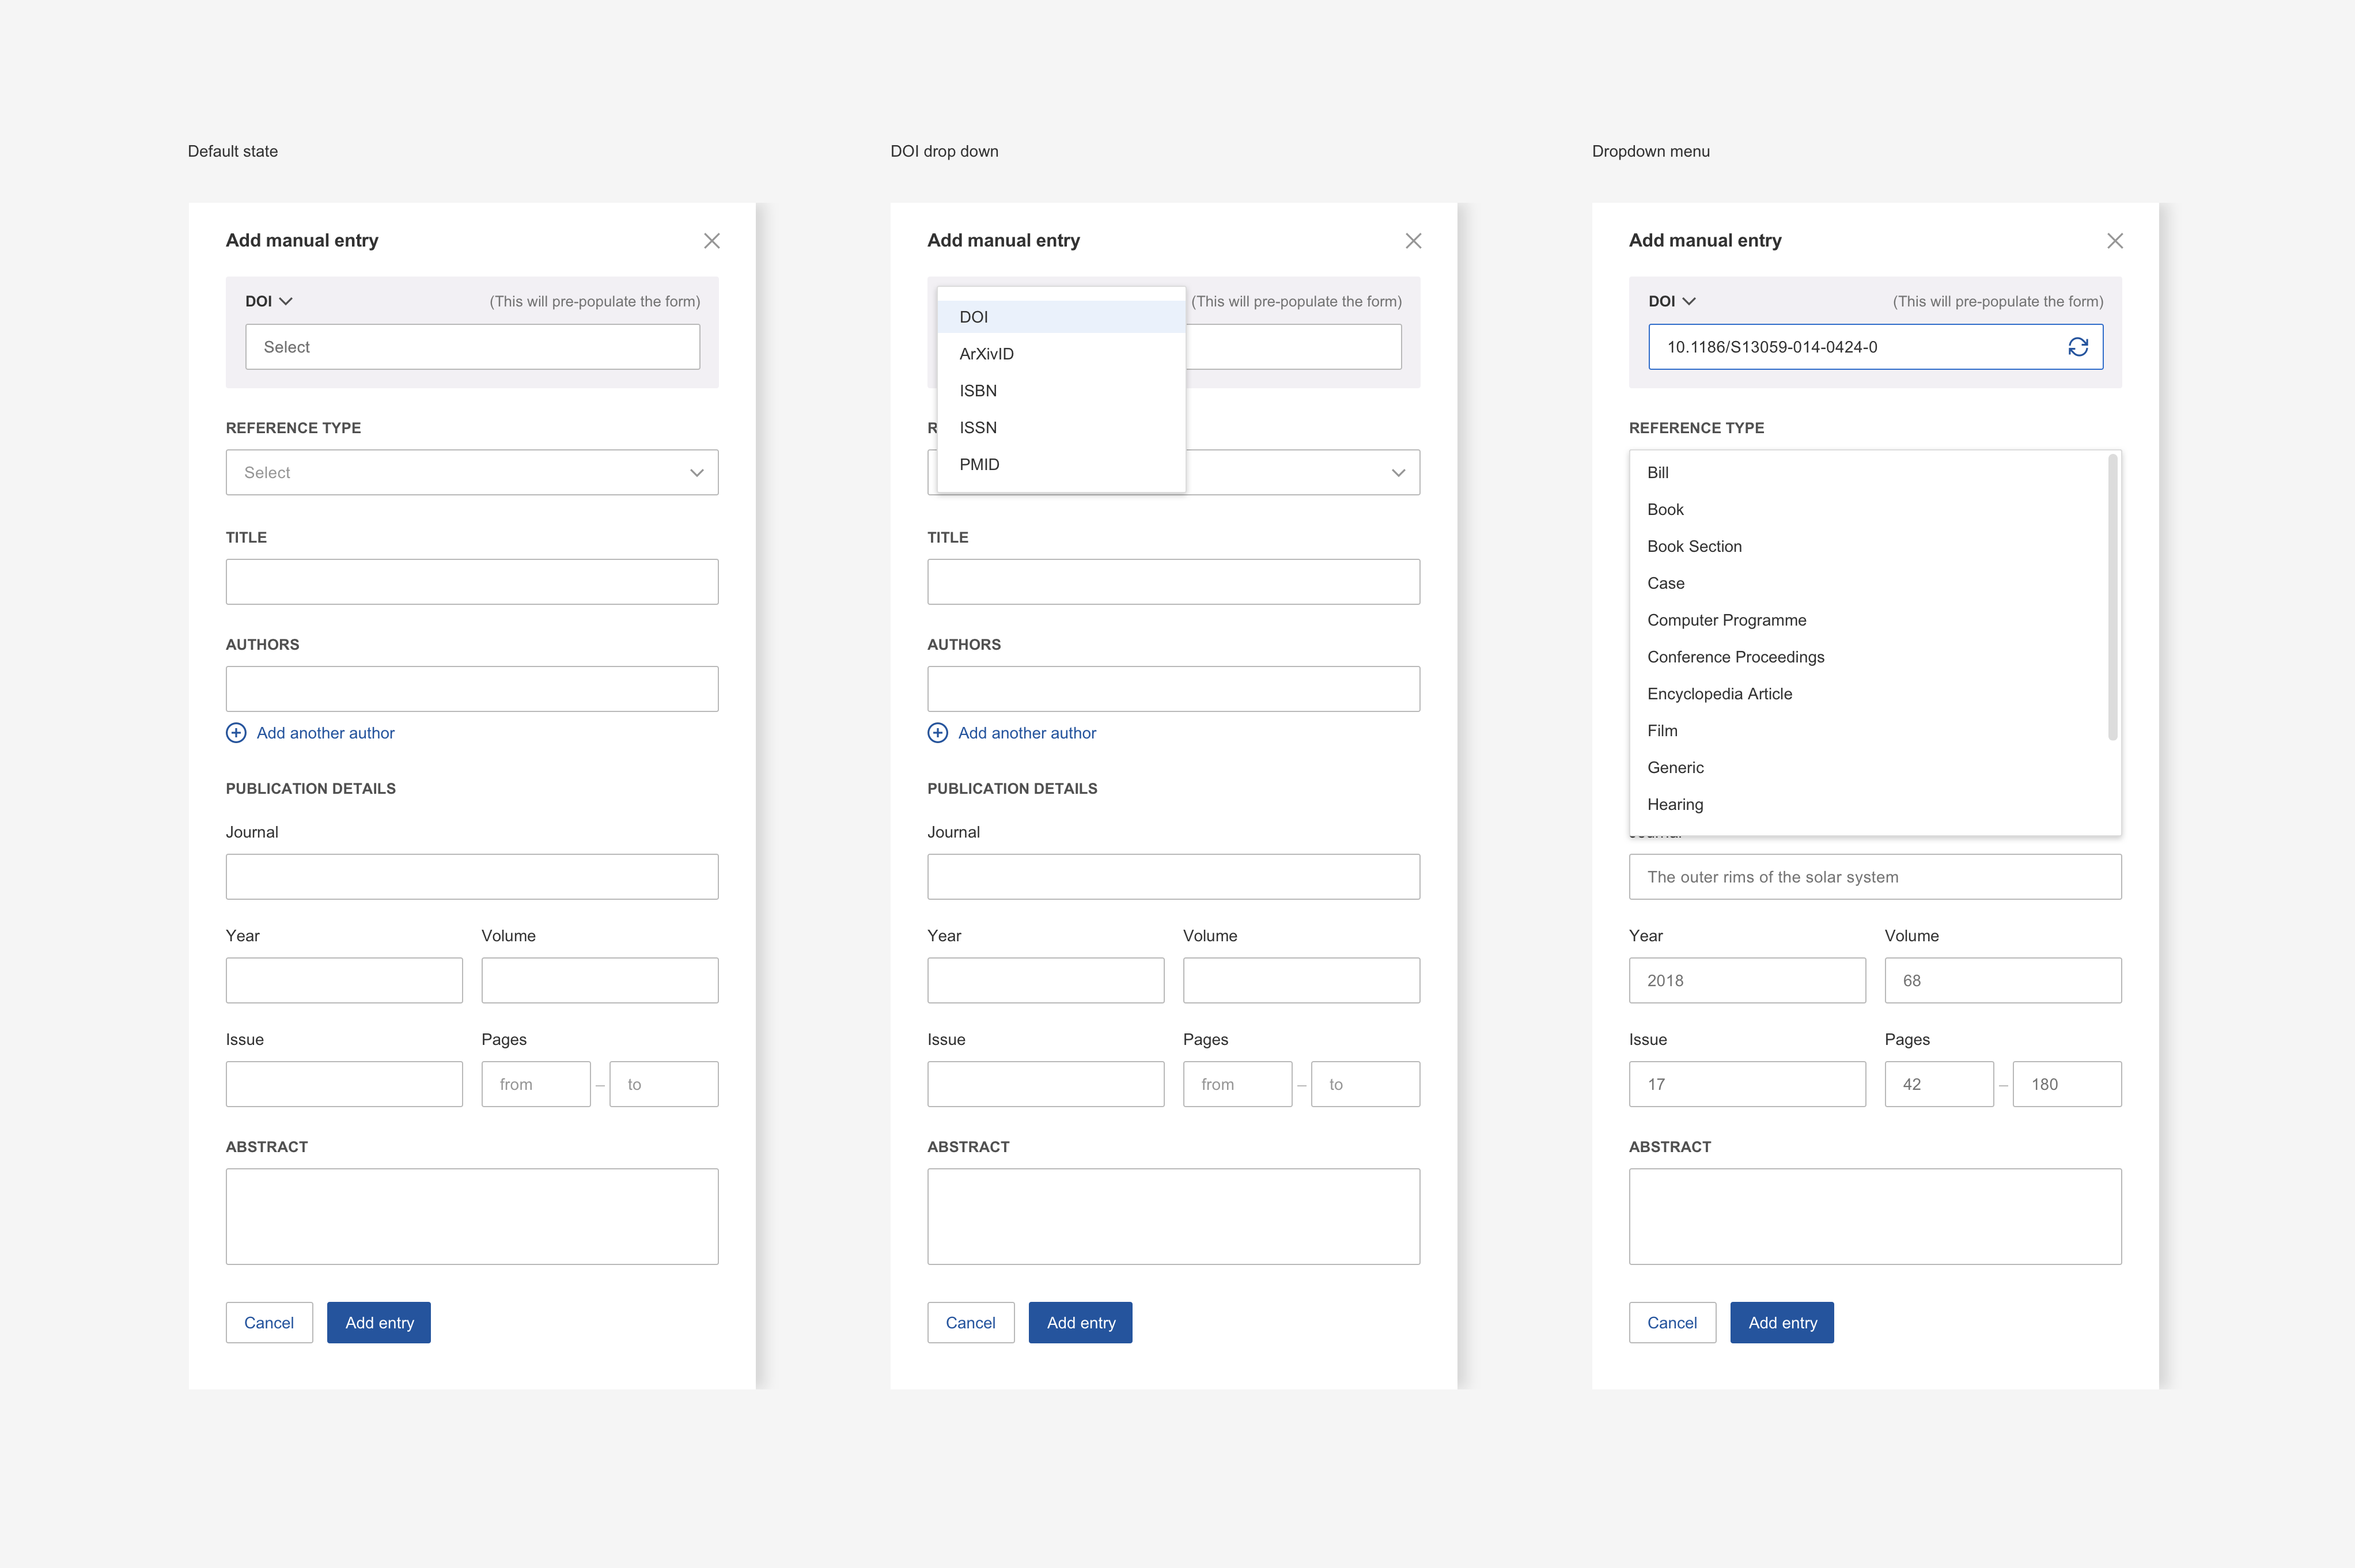 Default state
Add manual entry
DOI (This will pre-populate the form)
Select
REFERENCE TYPE
Select
TITLE
AUTHORS
Add another author
PUBLICATION DETAILS
Journal
Year Volume
Issue Pages
from – to
ABSTRACT
Cancel Add entry
DOI drop down
Add manual entry
(This will pre-populate the form)
DOI
ArXivID
ISBN
ISSN
PMID
R
TITLE
AUTHORS
Add another author
PUBLICATION DETAILS
Journal
Year Volume
Issue Pages
from – to
ABSTRACT
Cancel Add entry
Dropdown menu
Add manual entry
DOI (This will pre-populate the form)
10.1186/S13059-014-0424-0
REFERENCE TYPE
Bill
Book
Book Section
Case
Computer Programme
Conference Proceedings
Encyclopedia Article
Film
Generic
Hearing
The outer rims of the solar system
Year Volume
2018 68
Issue Pages
17 42 – 180
ABSTRACT
Cancel Add entry